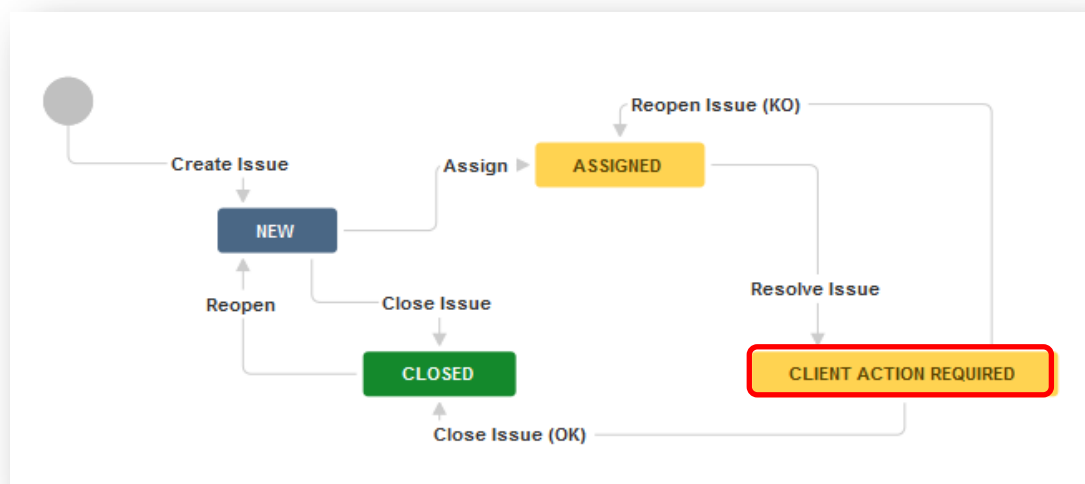 Reopen Issue (KO)
Create Issue
Assign
ASSIGNED
NEW
Resolve Issue
Reopen
Close Issue
CLOSED
CLIENT ACTION REQUIRED
Close Issue (OK)